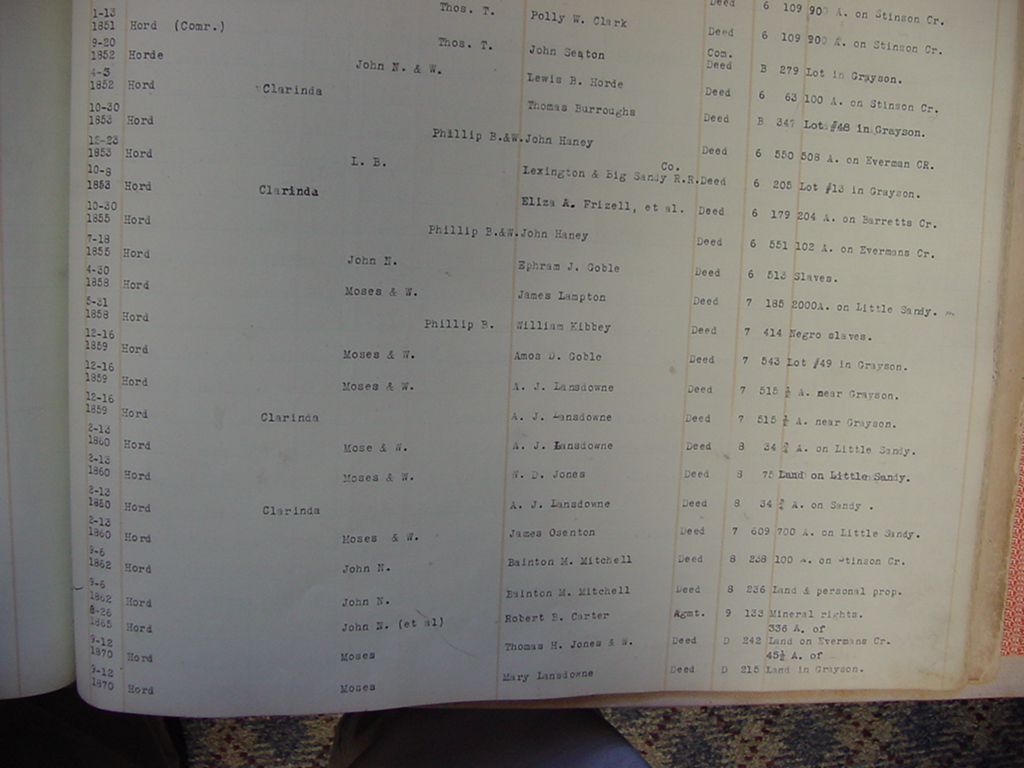 Deed 6 109 900 A. on Stinson Cr.
1-13 Thos. T. Polly W. Clark Deed 6 109 900 A. on Stinson Cr.
1851 Hord (Comr.) Thos. T. John Seaton Com. Deed B 279 Lot in Grayson.
9-20
1852 Horde John N. & W. Lewis B. Horde Deed 6 63 100 A. on Stinson Cr.
4-3
1852 Hord Clarinda Thomas Burroughs Deed B 347 Lot #48 in Grayson.
10-30
1853 Hord Phillip B.&W. John Haney Deed 6 550 508 A. on Everman CR.
12-23 Co.
1853 Hord L. B. Lexington & Big Sandy R.R. Deed 6 205 Lot #13 in Grayson.
10-8
1853 Hord Clarinda Eliza A. Frizell, et al. Deed 6 179 204 A. on Barretts Cr.
10-30
1855 Hord Phillip B.&W. John Haney Deed 6 551 102 A. on Evermans Cr.
7-18
1855 Hord John N. Ephram J. Goble Deed 6 513 Slaves.
4-30
1858 Hord Moses & W. James Lampton Deed 7 185 2000A. on Little Sandy.
5-31
1858 Hord Phillip B. William Kibbey Deed 7 414 Negro slaves.
12-16
1859 Hord Moses & W. Amos D. Goble Deed 7 543 Lot #49 in Grayson.
12-16
1859 Hord Moses & W. A. J. Lansdowne Deed 7 515 ½ A. near Grayson.
12-16
1859 Hord Clarinda A. J. Lansdowne Deed 7 515 ½ A. near Grayson.
2-13
1860 Hord Mose & W. A. J. Lansdowne Deed 8 34 ¾ A. on Little Sandy.
2-13
1860 Hord Moses & W. W. D. Jones Deed 8 75 Land on Little Sandy.
2-13
1860 Hord Clarinda A. J. Lansdowne Deed 8 34 ¾ A. on Sandy .
2-13
1860 Hord Moses & W. James Osenton Deed 7 609 700 A. on Little Sandy.
9-6
1862 Hord John N. Bainton M. Mitchell Deed 8 238 100 A. on Stinson Cr.
9-6
1862 Hord John N. Bainton M. Mitchell Deed 8 236 Land & personal prop.
8-26
1865 Hord John N. (et al) Robert B. Carter Agmt. 9 133 Mineral rights.
9-12 336 A. of
1870 Hord Moses Thomas H. Jones & W. Deed D 242 Land on Evermans Cr.
9-12 45½ A. of
1870 Hord Moses Mary Lansdowne Deed D 215 Land in Grayson.